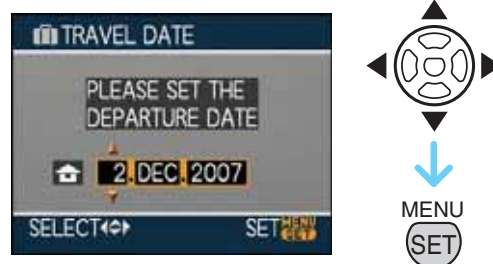 TRAVEL DATE
PLEASE SET THE
DEPARTURE DATE
2.DEC.2007
SELECT SET MENU/SET
MENU
SET